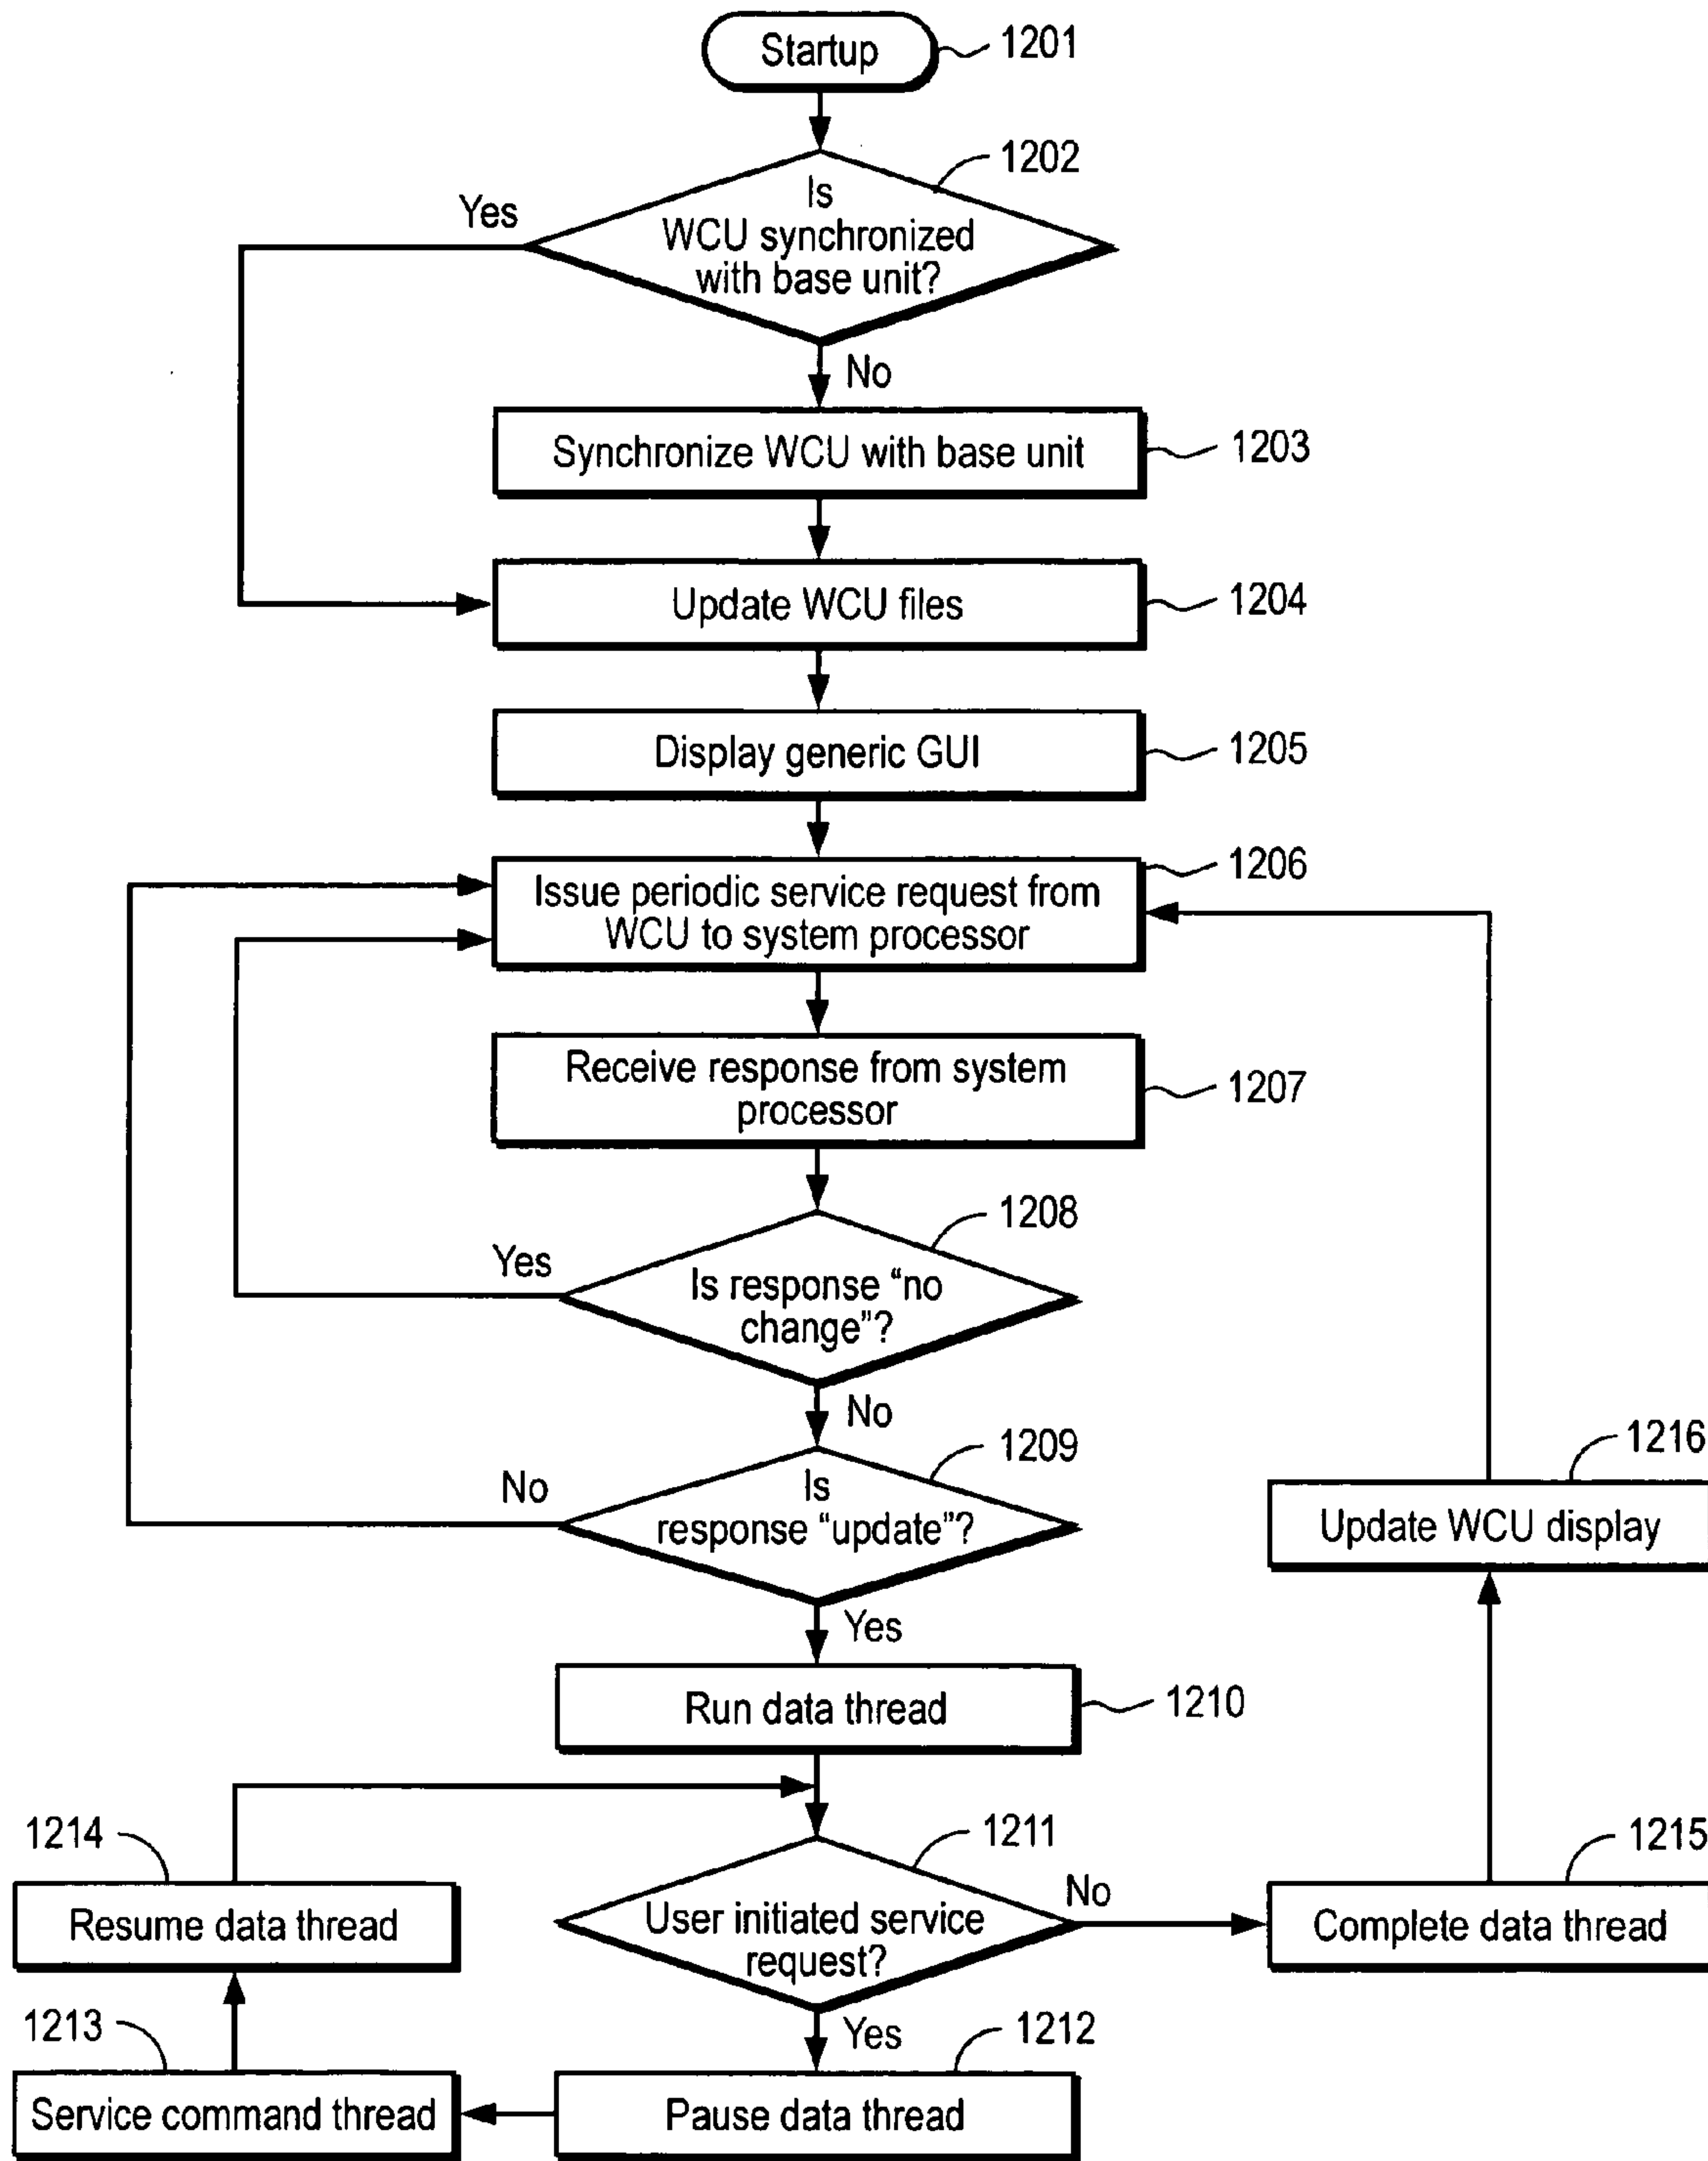 Startup
1201
1202
Is
WCU synchronized
with base unit?
Yes
No
Synchronize WCU with base unit
1203
Update WCU files
1204
Display generic GUI
1205
1206
Issue periodic service request from
WCU to system processor
Receive response from system
processor
1207
1208
Yes
Is response “no
change”?
No
1209
No
Is
response “update”?
Yes
1216
Update WCU display
Run data thread
1210
1214
Resume data thread
1211
User initiated service
request?
No
1215
Complete data thread
Yes
1213
Service command thread
1212
Pause data thread